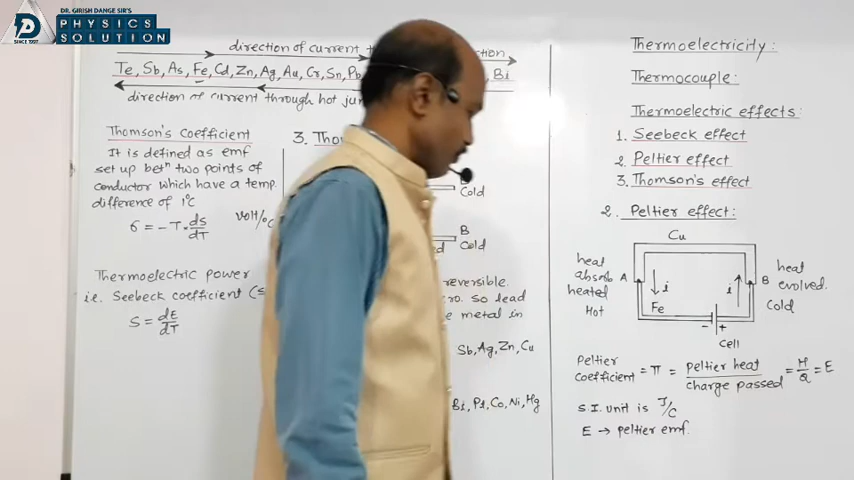 DR. GIRISH DANGE SIR'S
PHYSICS
SOLUTION
D
SINCE 1997
direction of current
Te, Sb, As, Fe, Cd, Zn, Ag, Au, Cr, Sn, Pb
Bi
direction of current through hot
Thomson's Coefficient
It is defined as emf
set up betn two points of
conductor which have a temp.
difference of 1°C
σ = - T. dS/dT volt/°C
Thermoelectric power
i.e. Seebeck coefficient
S = dE/dT
3.
Cold
B
Cold
reversible.
so lead
metal in
Sb, Ag, Zn, Cu
Bi, Pt, Co, Ni, Hg
Thermoelectricity:
Thermocouple:
Thermoelectric effects:
1. Seebeck effect
2. Peltier effect
3. Thomson's effect
2. Peltier effect:
Cu
heat
absorb
heated
Hot
A
i
Fe
i
B
heat
evolved.
Cold
- +
Cell
Peltier
coefficient = π = peltier heat / charge passed = H/Q = E
S.I. unit is J/C
E → peltier emf.